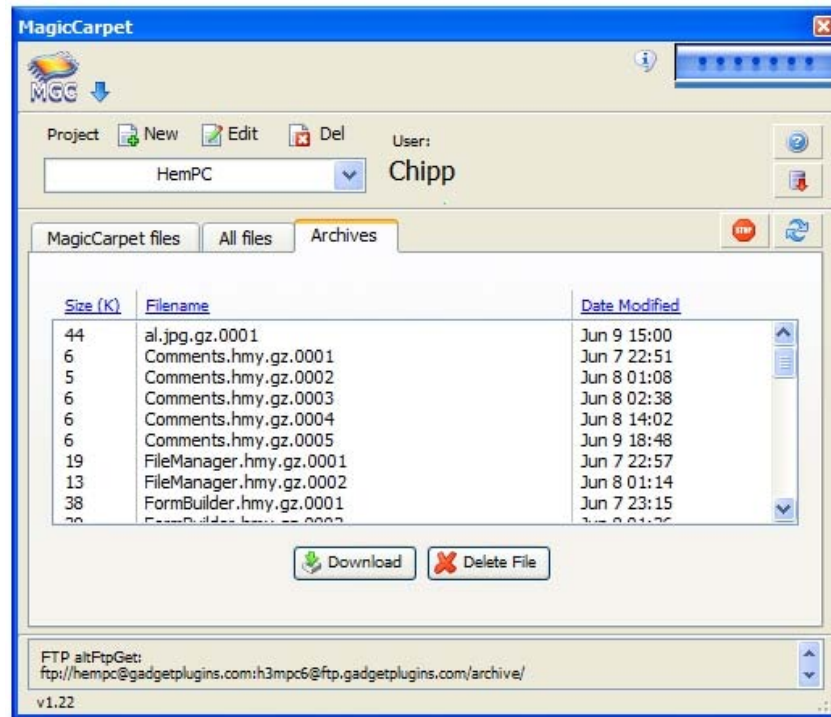 MagicCarpet
MGC
Project New Edit Del
User:
HemPC
Chipp
STOP
MagicCarpet files All files Archives
Size (K) Filename Date Modified
44 al.jpg.gz.0001 Jun 9 15:00
6 Comments.hmy.gz.0001 Jun 7 22:51
5 Comments.hmy.gz.0002 Jun 8 01:08
6 Comments.hmy.gz.0003 Jun 8 02:38
6 Comments.hmy.gz.0004 Jun 8 14:02
6 Comments.hmy.gz.0005 Jun 9 18:48
19 FileManager.hmy.gz.0001 Jun 7 22:57
13 FileManager.hmy.gz.0002 Jun 8 01:14
38 FormBuilder.hmy.gz.0001 Jun 7 23:15
Download Delete File
FTP altFtpGet:
ftp://hempc@gadgetplugins.com:h3mpc6@ftp.gadgetplugins.com/archive/
v1.22